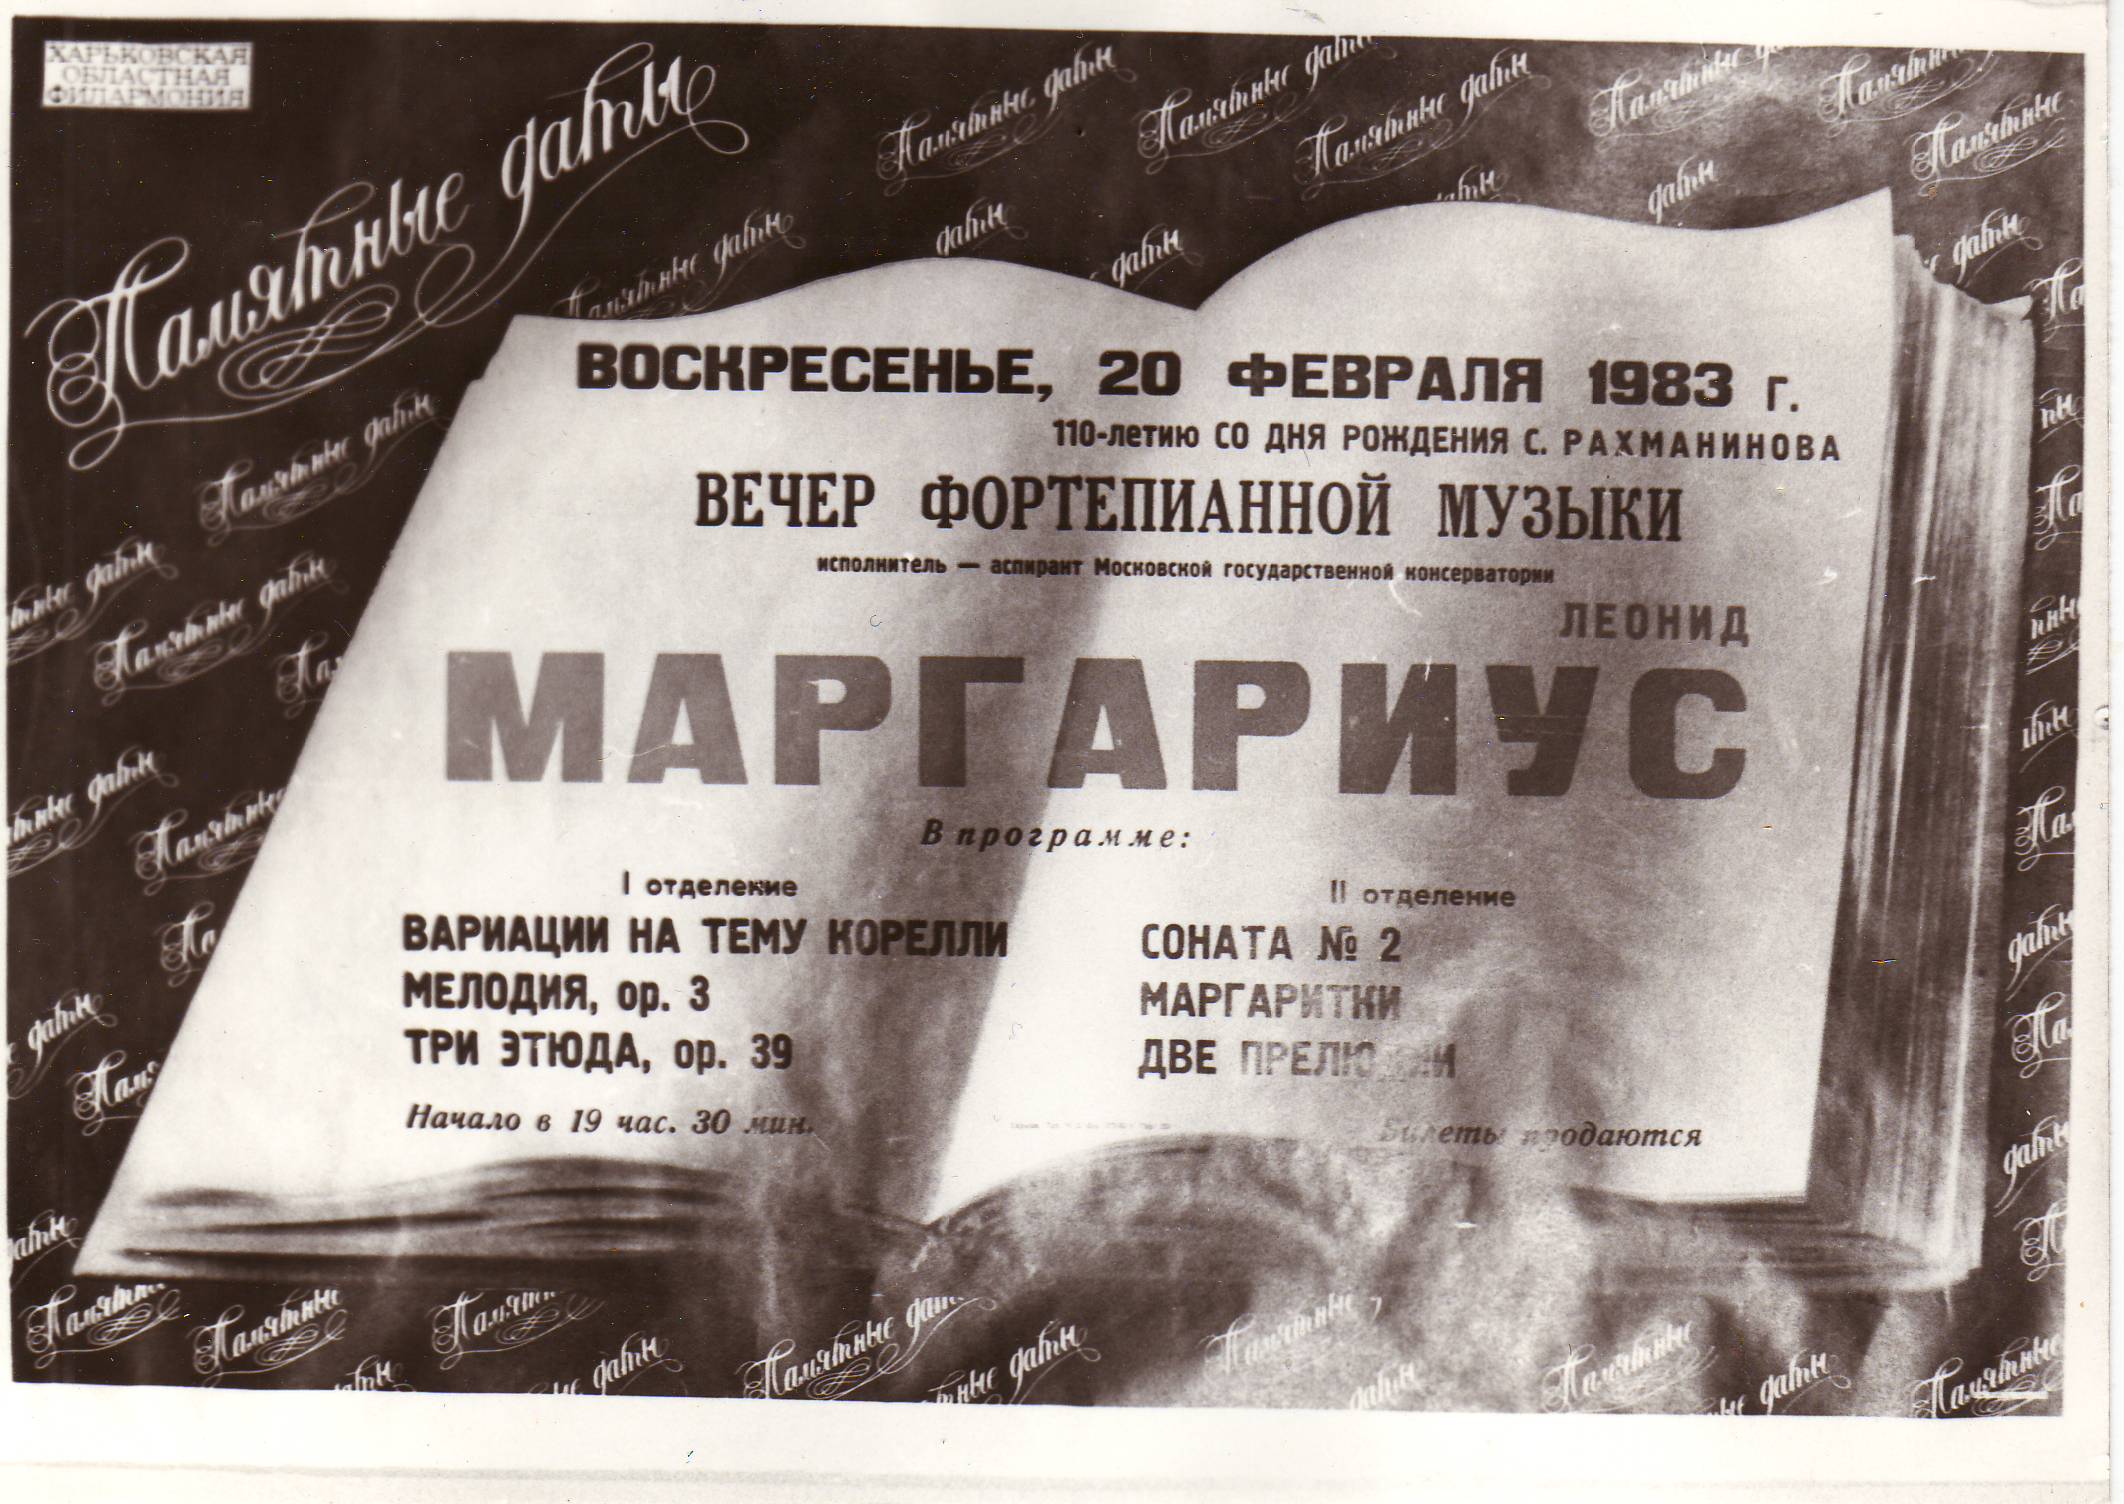 ХАРЬКОВСКАЯ
ОБЛАСТНАЯ
ФИЛАРМОНИЯ
Памятные даты
ВОСКРЕСЕНЬЕ, 20 ФЕВРАЛЯ 1983 г.
110-летию СО ДНЯ РОЖДЕНИЯ С. РАХМАНИНОВА
ВЕЧЕР ФОРТЕПИАННОЙ МУЗЫКИ
исполнитель — аспирант Московской государственной консерватории
ЛЕОНИД
МАРГАРИУС
В программе:
I отделение
ВАРИАЦИИ НА ТЕМУ КОРЕЛЛИ
МЕЛОДИЯ, ор. 3
ТРИ ЭТЮДА, ор. 39
Начало в 19 час. 30 мин.
II отделение
СОНАТА № 2
МАРГАРИТКИ
ДВЕ ПРЕЛЮДИИ
Билеты продаются